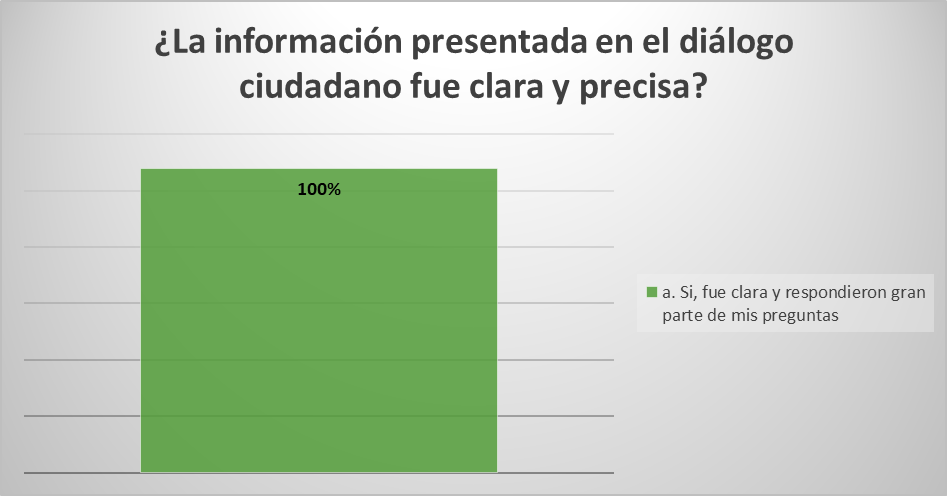 ¿La información presentada en el diálogo
ciudadano fue clara y precisa?
100%
a. Si, fue clara y respondieron gran
parte de mis preguntas